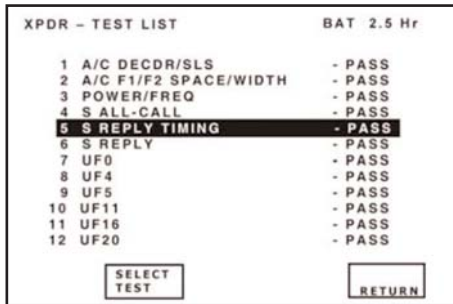 XPDR – TEST LIST BAT 2.5 Hr
1 A/C DECDR/SLS - PASS
2 A/C F1/F2 SPACE/WIDTH - PASS
3 POWER/FREQ - PASS
4 S ALL-CALL - PASS
5 S REPLY TIMING - PASS
6 S REPLY - PASS
7 UF0 - PASS
8 UF4 - PASS
9 UF5 - PASS
10 UF11 - PASS
11 UF16 - PASS
12 UF20 - PASS
SELECT
TEST
RETURN